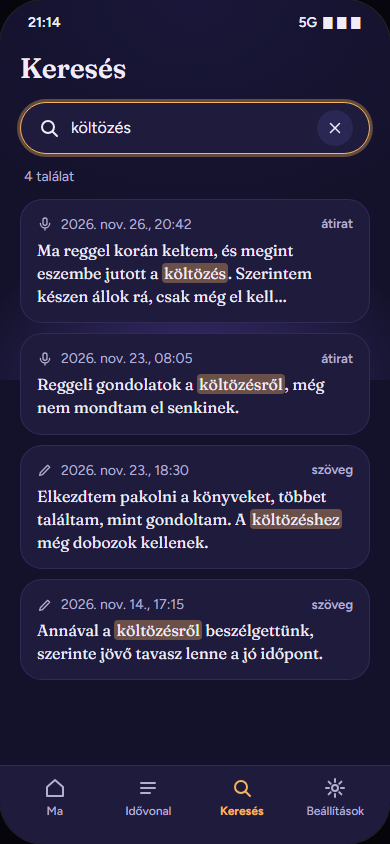 21:14
5G
Keresés
költözés
4 találat
2026. nov. 26., 20:42
átirat
Ma reggel korán keltem, és megint
eszembe jutott a költözés. Szerintem
készen állok rá, csak még el kell...
2026. nov. 23., 08:05
átirat
Reggeli gondolatok a költözésről, még
nem mondtam el senkinek.
2026. nov. 23., 18:30
szöveg
Elkezdtem pakolni a könyveket, többet
találtam, mint gondoltam. A költözéshez
még dobozok kellenek.
2026. nov. 14., 17:15
szöveg
Annával a költözésről beszélgettünk,
szerinte jövő tavasz lenne a jó időpont.
Ma
Idővonal
Keresés
Beállítások